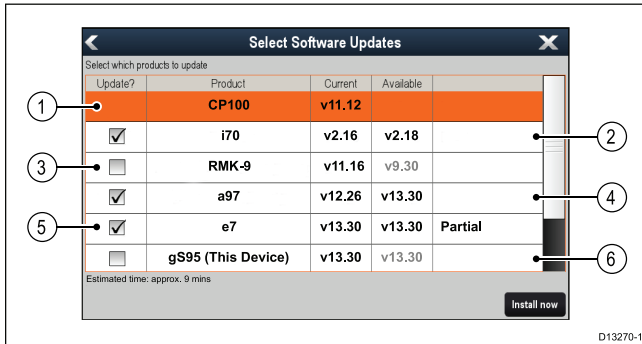 Select Software Updates
Select which products to update
Update? Product Current Available
1 CP100 v11.12
i70 v2.16 v2.18 2
3 RMK-9 v11.16 v9.30
a97 v12.26 v13.30 4
5 e7 v13.30 v13.30 Partial
gS95 (This Device) v13.30 v13.30 6
Estimated time: approx. 9 mins
Install now
D13270-1